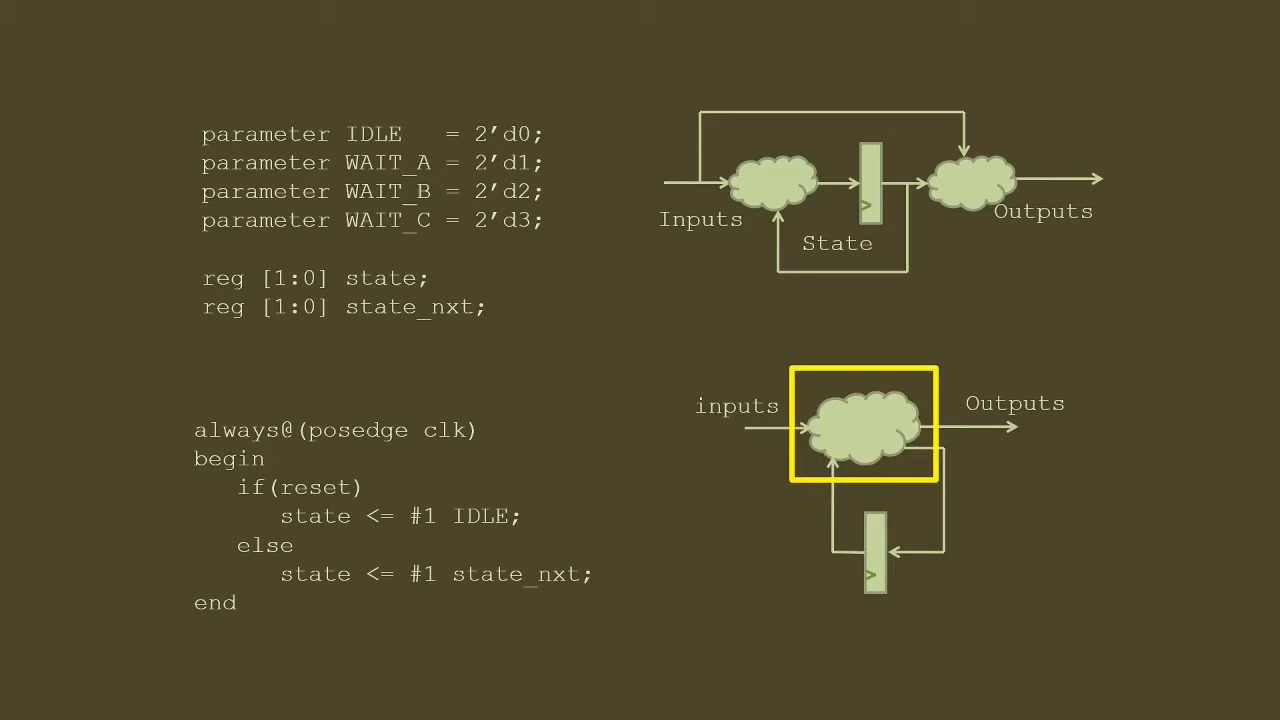 parameter IDLE   = 2’d0;
parameter WAIT_A = 2’d1;
parameter WAIT_B = 2’d2;
parameter WAIT_C = 2’d3;
reg [1:0] state;
reg [1:0] state_nxt;
always@(posedge clk)
begin
   if(reset)
      state <= #1 IDLE;
   else
      state <= #1 state_nxt;
end
Inputs
>
State
Outputs
inputs
Outputs
>